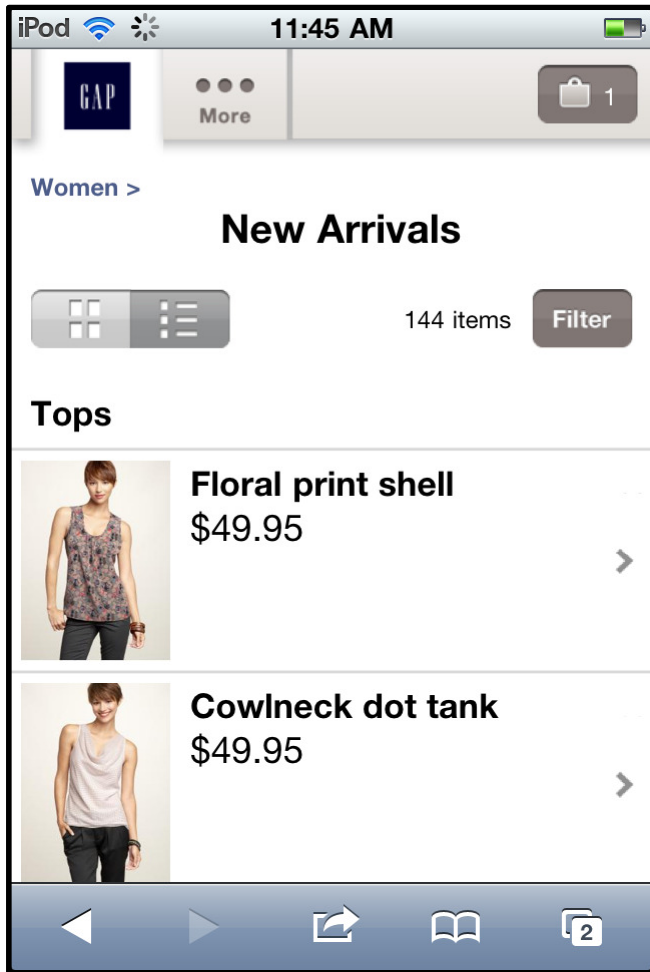 iPod 11:45 AM
GAP
More
1
Women >
New Arrivals
144 items
Filter
Tops
Floral print shell
$49.95
Cowlneck dot tank
$49.95
2